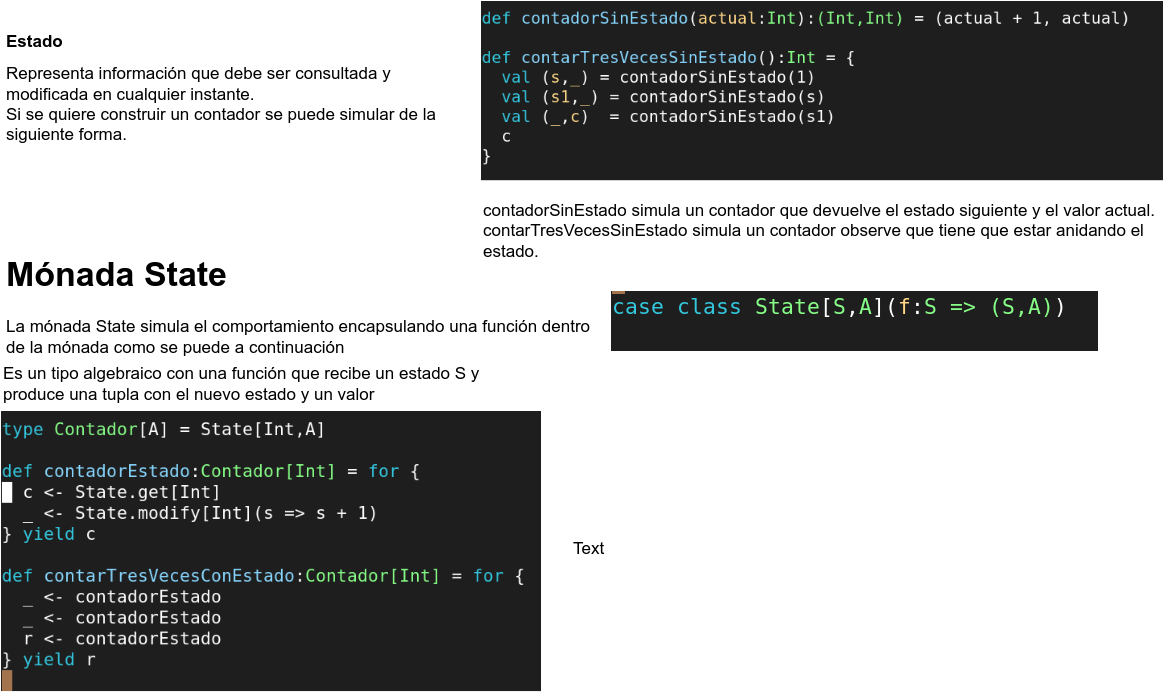 Estado
Representa información que debe ser consultada y
modificada en cualquier instante.
Si se quiere construir un contador se puede simular de la
siguiente forma.
def contadorSinEstado(actual:Int):(Int,Int) = (actual + 1, actual)
def contarTresVecesSinEstado():Int = {
  val (s,_) = contadorSinEstado(1)
  val (s1,_) = contadorSinEstado(s)
  val (_,c)  = contadorSinEstado(s1)
  c
}
contadorSinEstado simula un contador que devuelve el estado siguiente y el valor actual.
contarTresVecesSinEstado simula un contador observe que tiene que estar anidando el
estado.
Mónada State
La mónada State simula el comportamiento encapsulando una función dentro
de la mónada como se puede a continuación
case class State[S,A](f:S => (S,A))
Es un tipo algebraico con una función que recibe un estado S y
produce una tupla con el nuevo estado y un valor
type Contador[A] = State[Int,A]
def contadorEstado:Contador[Int] = for {
  c <- State.get[Int]
  _ <- State.modify[Int](s => s + 1)
} yield c
def contarTresVecesConEstado:Contador[Int] = for {
  _ <- contadorEstado
  _ <- contadorEstado
  r <- contadorEstado
} yield r
Text